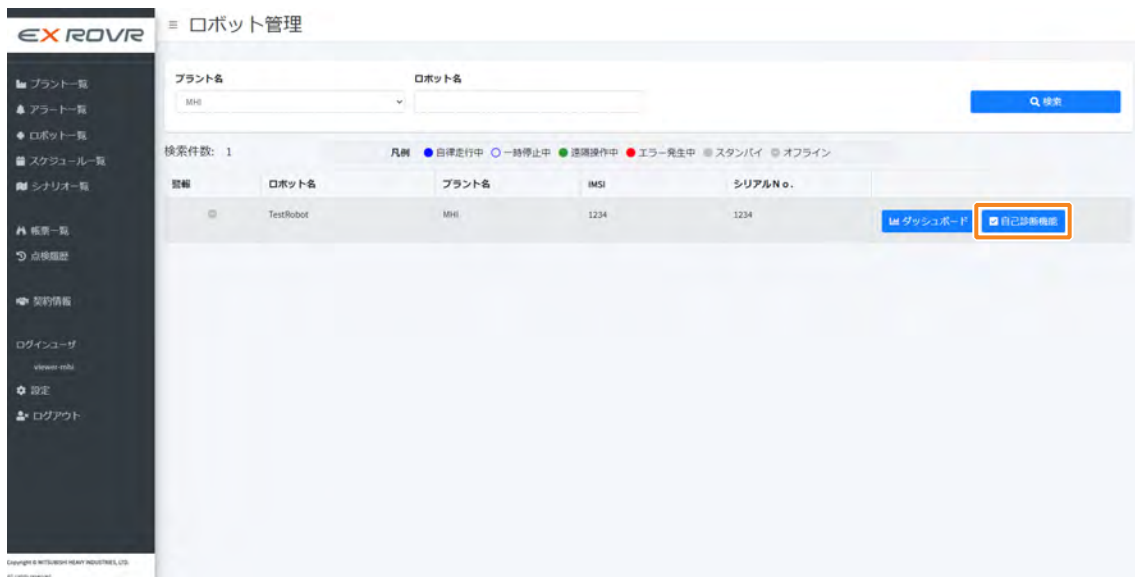 EX ROVR
≡ ロボット管理
プラント一覧
アラート一覧
ロボット一覧
スケジュール一覧
シナリオ一覧
帳票一覧
点検履歴
契約情報
ログインユーザ
viewer-mhi
設定
ログアウト
Copyright © MITSUBISHI HEAVY INDUSTRIES, LTD.
All rights reserved.
プラント名 ロボット名
MHI
検索
検索件数: 1 凡例 自律走行中 一時停止中 遠隔操作中 エラー発生中 スタンバイ オフライン
警報 ロボット名 プラント名 IMSI シリアルNo.
TestRobot MHI 1234 1234 ダッシュボード 自己診断機能